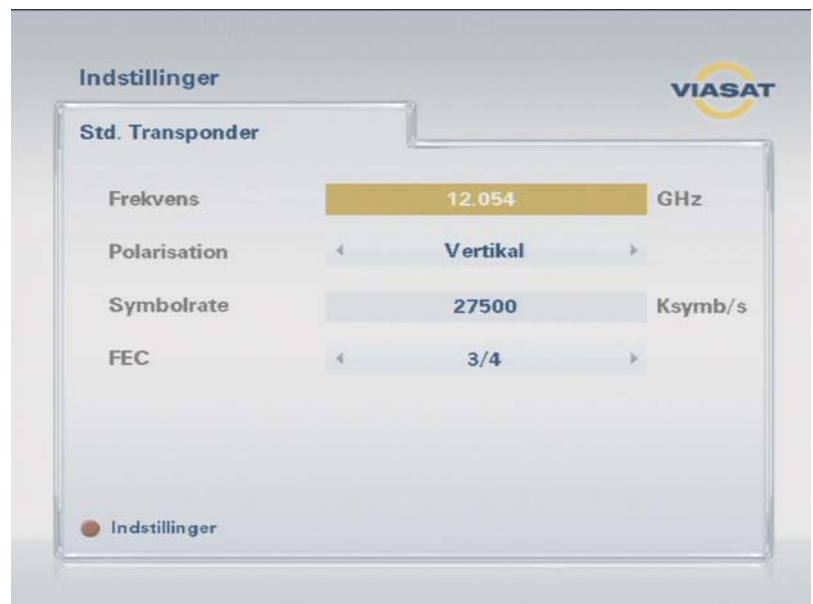 Indstillinger
VIASAT
Std. Transponder
Frekvens 12.054 GHz
Polarisation Vertikal
Symbolrate 27500 Ksymb/s
FEC 3/4
Indstillinger